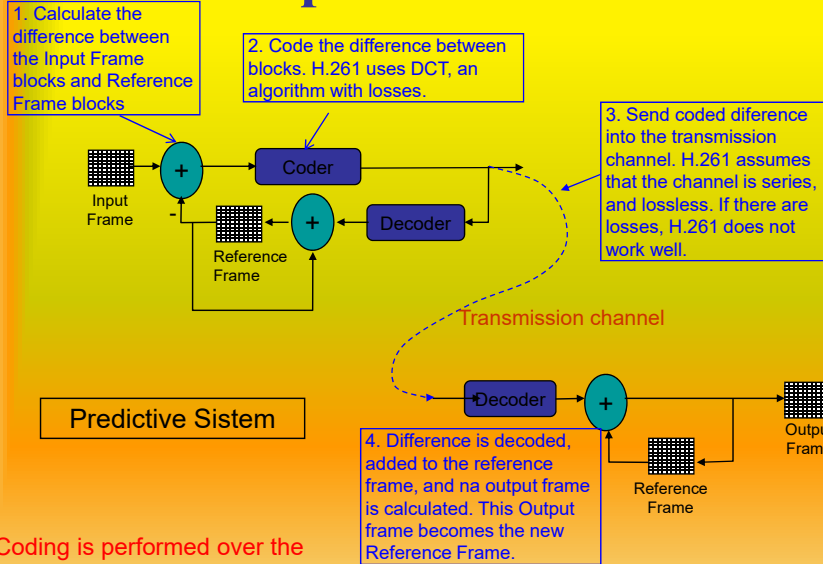 1. Calculate the
difference between
the Input Frame
blocks and Reference
Frame blocks
2. Code the difference between
blocks. H.261 uses DCT, an
algorithm with losses.
3. Send coded diference
into the transmission
channel. H.261 assumes
that the channel is series,
and lossless. If there are
losses, H.261 does not
work well.
Input
Frame
+
Coder
-
Reference
Frame
+
Decoder
Transmission channel
Predictive Sistem
Decoder
+
Outpu
Fram
Reference
Frame
4. Difference is decoded,
added to the reference
frame, and na output frame
is calculated. This Output
frame becomes the new
Reference Frame.
Coding is performed over the